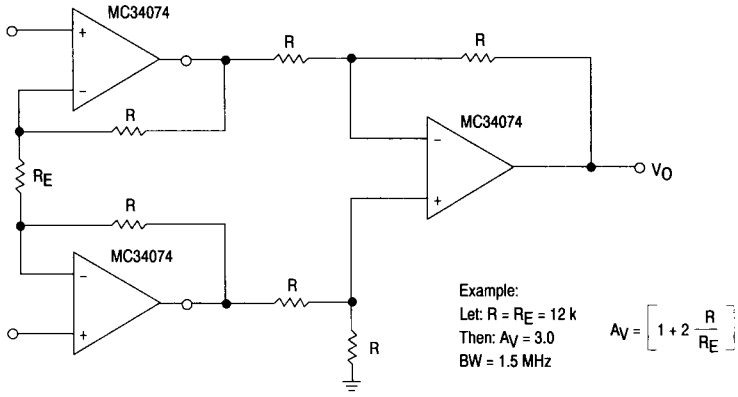 MC34074
+
−
R
R
R
RE
R
MC34074
−
+
R
MC34074
−
+
VO
R
Example:
Let: R = RE = 12 k
Then: AV = 3.0
BW = 1.5 MHz
AV = [1 + 2 R/RE]